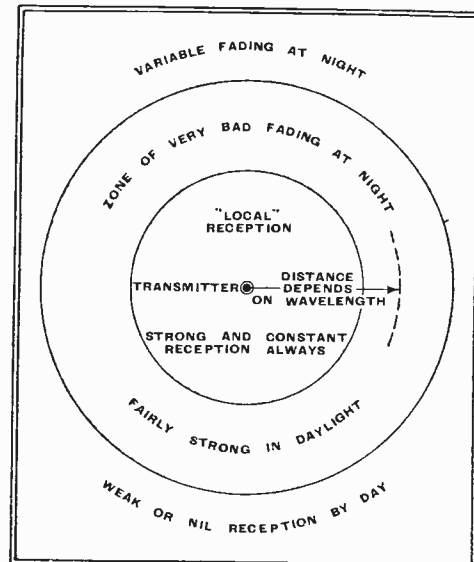 VARIABLE FADING AT NIGHT
ZONE OF VERY BAD FADING AT NIGHT
"LOCAL"
RECEPTION
TRANSMITTER
DISTANCE
DEPENDS
ON WAVELENGTH
STRONG AND CONSTANT
RECEPTION ALWAYS
FAIRLY STRONG IN DAYLIGHT
WEAK OR NIL RECEPTION BY DAY